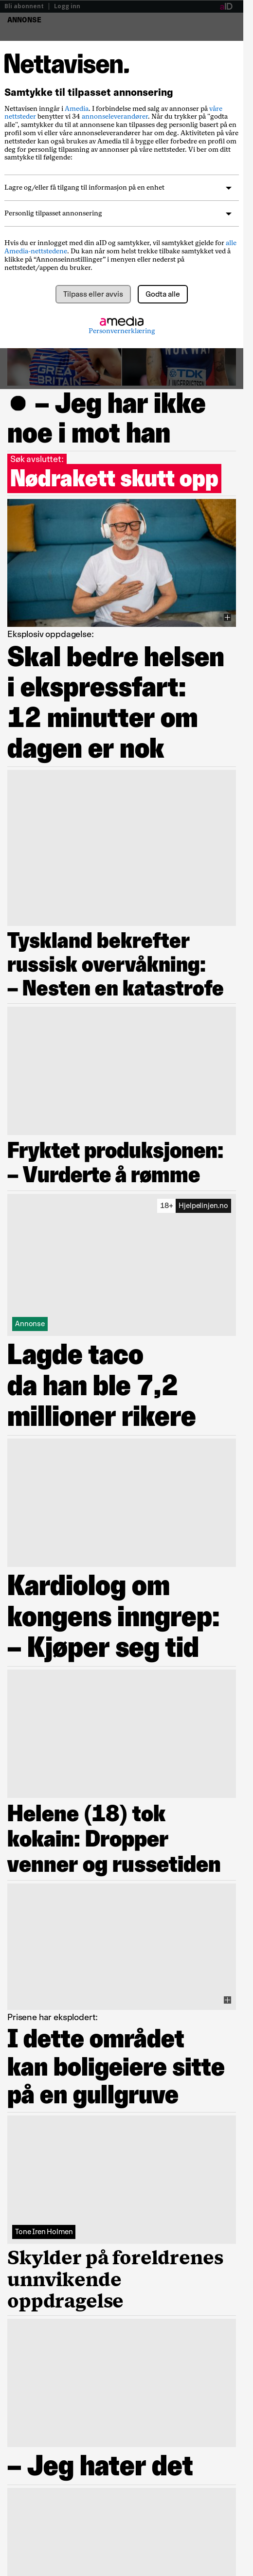 Bli abonnent | Logg inn
aID
ANNONSE
Nettavisen.
Samtykke til tilpasset annonsering
Nettavisen inngår i Amedia. I forbindelse med salg av annonser på våre
nettsteder benytter vi 34 annonseleverandører. Når du trykker på "godta
alle", samtykker du til at annonsene kan tilpasses deg personlig basert på en
profil som vi eller våre annonseleverandører har om deg. Aktiviteten på våre
nettsteder kan også brukes av Amedia til å bygge eller forbedre en profil om
deg for personlig tilpasning av annonser på våre nettsteder. Vi ber om ditt
samtykke til følgende:
Lagre og/eller få tilgang til informasjon på en enhet
Personlig tilpasset annonsering
Hvis du er innlogget med din aID og samtykker, vil samtykket gjelde for alle
Amedia-nettstedene. Du kan når som helst trekke tilbake samtykket ved å
klikke på “Annonseinnstillinger” i menyen eller nederst på
nettstedet/appen du bruker.
Tilpass eller avvis
Godta alle
amedia
Personvernerklæring
GREAT
BRITAIN
NORWAY
TDK
● – Jeg har ikke
noe i mot han
Søk avsluttet:
Nødrakett skutt opp
Eksplosiv oppdagelse:
Skal bedre helsen
i ekspressfart:
12 minutter om
dagen er nok
Tyskland bekrefter
russisk overvåkning:
– Nesten en katastrofe
Fryktet produksjonen:
– Vurderte å rømme
18+ Hjelpelinjen.no
Annonse
Lagde taco
da han ble 7,2
millioner rikere
Kardiolog om
kongens inngrep:
– Kjøper seg tid
Helene (18) tok
kokain: Dropper
venner og russetiden
Prisene har eksplodert:
I dette området
kan boligeiere sitte
på en gullgruve
Tone Iren Holmen
Skylder på foreldrenes
unnvikende
oppdragelse
– Jeg hater det